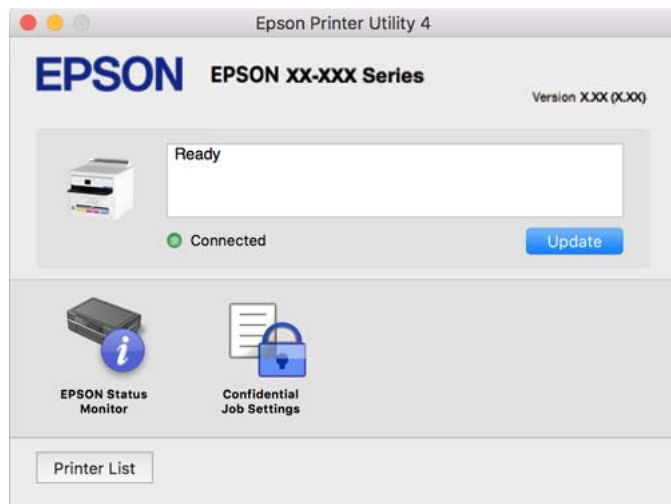 Epson Printer Utility 4
EPSON
EPSON XX-XXX Series
Version X.XX (X.XX)
Ready
Connected
Update
EPSON Status
Monitor
Confidential
Job Settings
Printer List